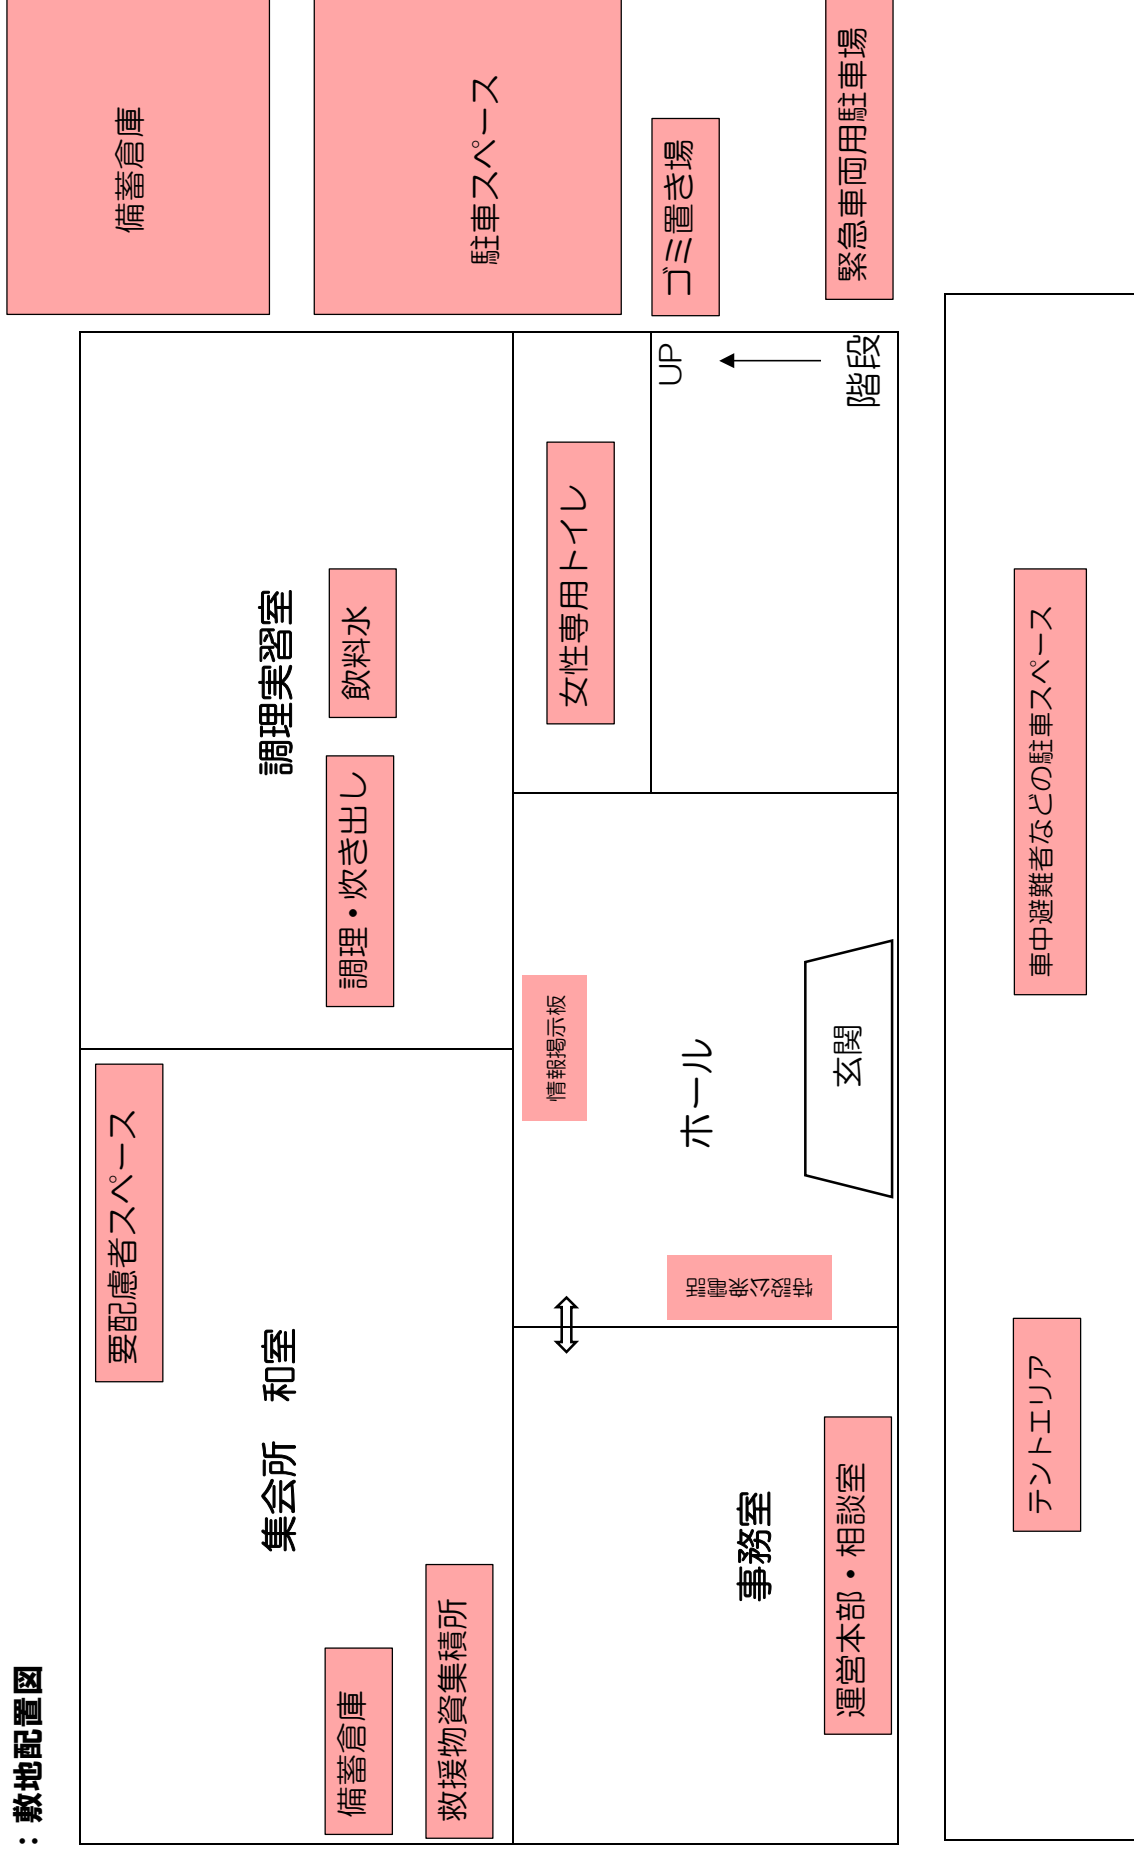 ：敷地配置図
備蓄倉庫
要配慮者スペース
集会所　和室
調理実習室
備蓄倉庫
調理・炊き出し
飲料水
救援物資集積所
駐車スペース
情報掲示板
女性専用トイレ
ホール
特設公衆電話
UP
ゴミ置き場
事務室
運営本部・相談室
玄関
階段
緊急車両用駐車場
テントエリア
車中避難者などの駐車スペース